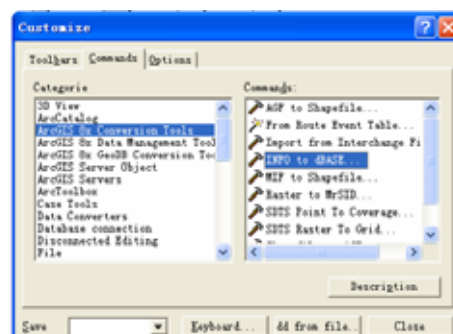 Customize
Toolbars Commands Options
Categorie
3D View
ArcCatalog
ArcGIS 8x Conversion Tools
ArcGIS 8x Data Management Tool
ArcGIS 8x GeoDB Conversion Too
ArcGIS Server Object
ArcGIS Servers
ArcToolbox
Case Tools
Data Converters
Database connection
Disconnected Editing
File
Commands:
AGF to Shapefile...
From Route Event Table...
Import from Interchange Fi
INFO to dBASE...
MIF to Shapefile...
Raster to MrSID...
SDTS Point To Coverage...
SDTS Raster To Grid...
Description
Save
Keyboard... dd from file.. Close